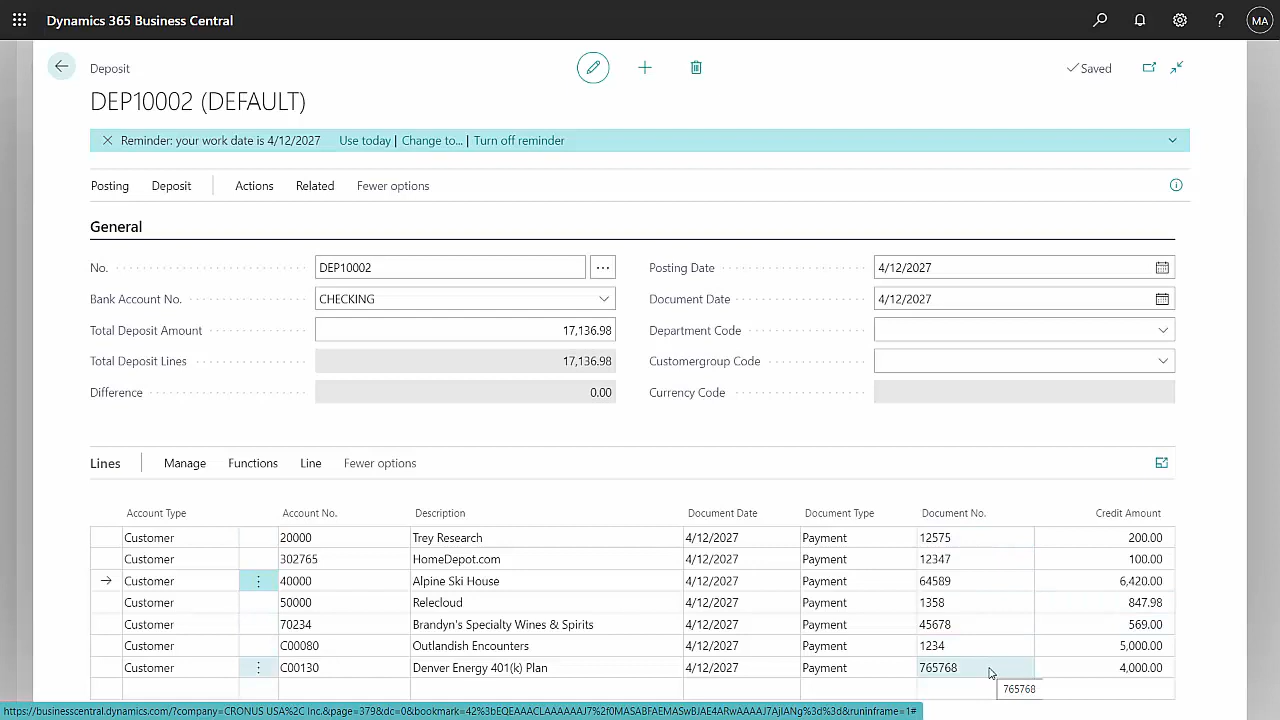 Dynamics 365 Business Central
MA
Deposit
Saved
DEP10002 (DEFAULT)
Reminder: your work date is 4/12/2027 Use today | Change to... | Turn off reminder
Posting Deposit Actions Related Fewer options
General
No. DEP10002 Posting Date 4/12/2027
Bank Account No. CHECKING Document Date 4/12/2027
Total Deposit Amount 17,136.98 Department Code
Total Deposit Lines 17,136.98 Customergroup Code
Difference 0.00 Currency Code
Lines Manage Functions Line Fewer options
Account Type Account No. Description Document Date Document Type Document No. Credit Amount
Customer 20000 Trey Research 4/12/2027 Payment 12575 200.00
Customer 302765 HomeDepot.com 4/12/2027 Payment 12347 100.00
Customer 40000 Alpine Ski House 4/12/2027 Payment 64589 6,420.00
Customer 50000 Relecloud 4/12/2027 Payment 1358 847.98
Customer 70234 Brandyn's Specialty Wines & Spirits 4/12/2027 Payment 45678 569.00
Customer C00080 Outlandish Encounters 4/12/2027 Payment 1234 5,000.00
Customer C00130 Denver Energy 401(k) Plan 4/12/2027 Payment 765768 4,000.00
765768